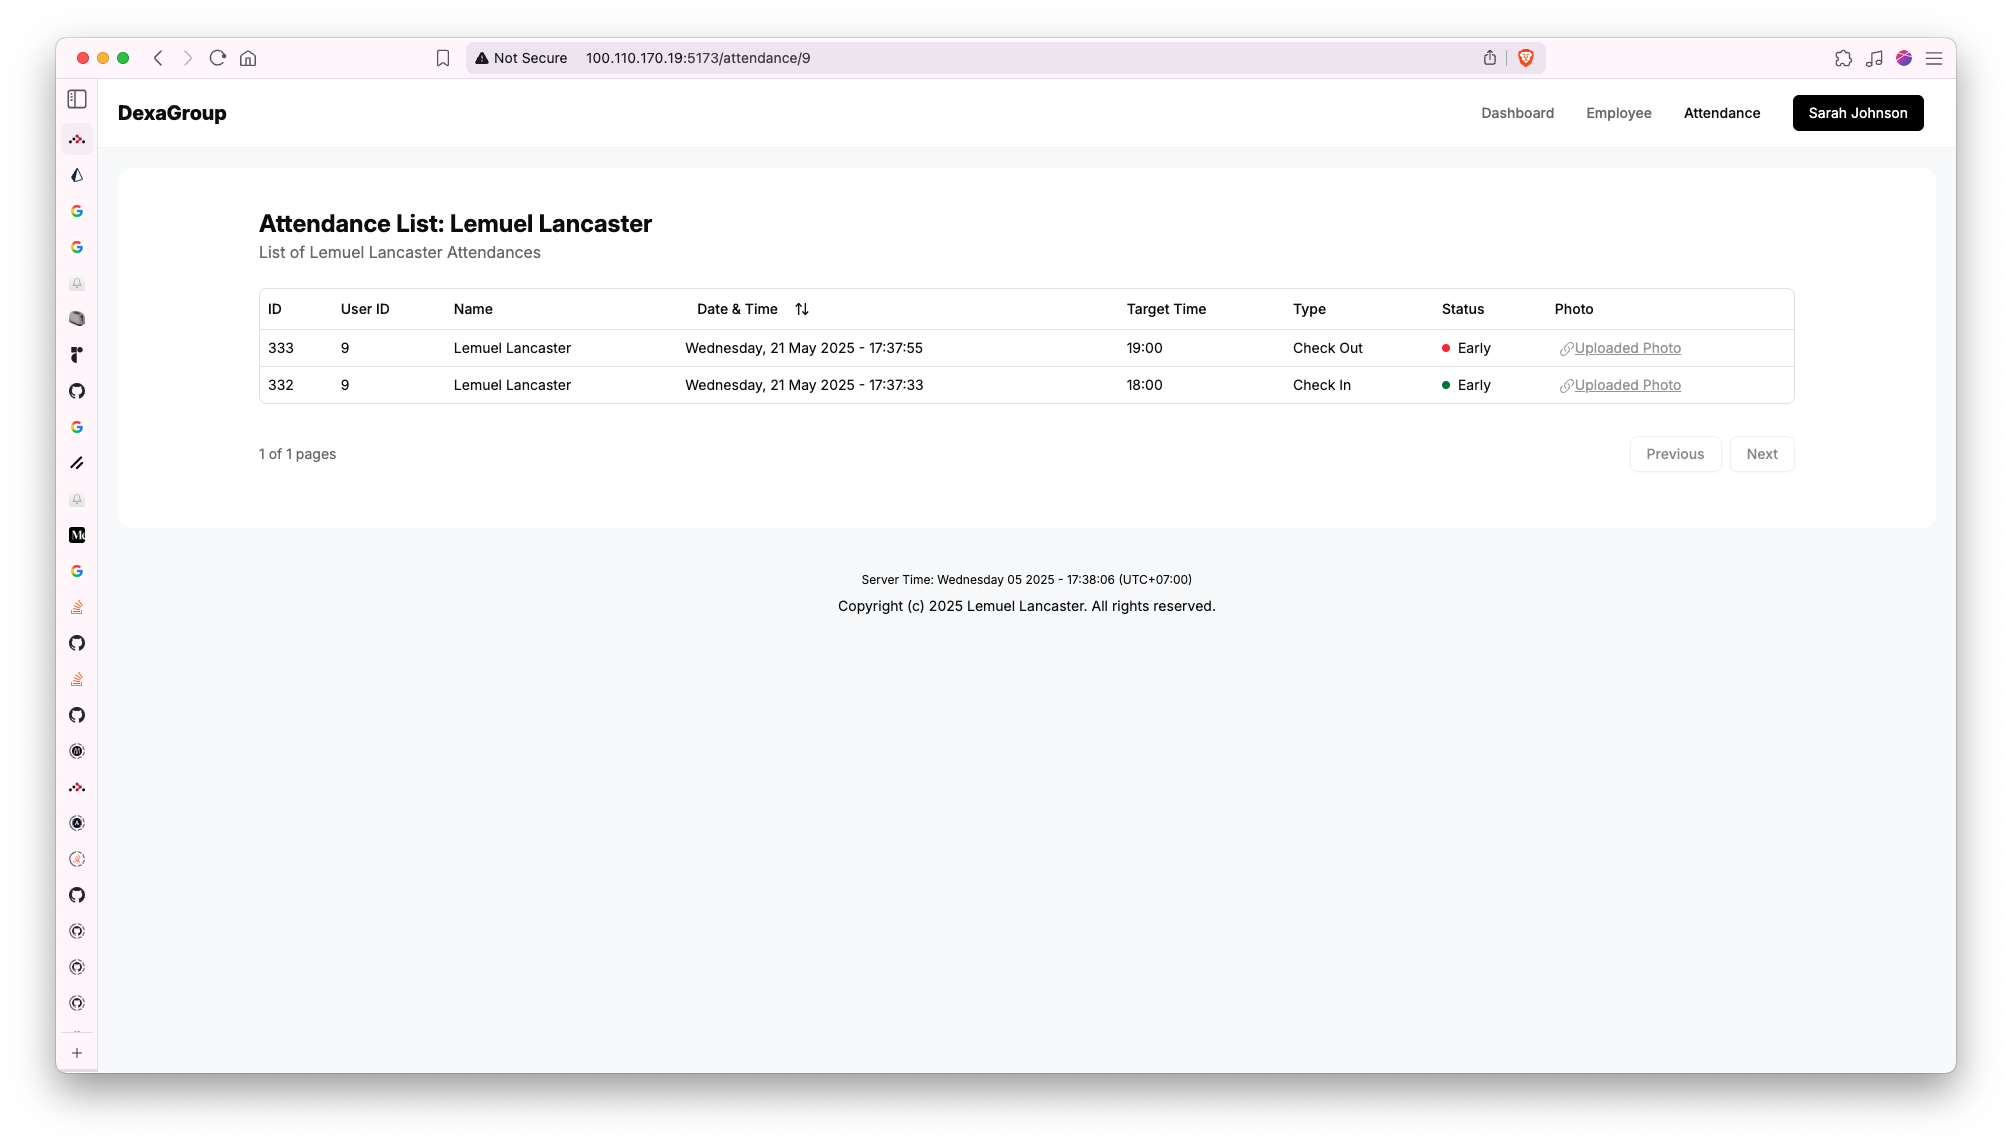 Not Secure 100.110.170.19:5173/attendance/9
DexaGroup
Dashboard Employee Attendance Sarah Johnson
Attendance List: Lemuel Lancaster
List of Lemuel Lancaster Attendances
ID User ID Name Date & Time Target Time Type Status Photo
333 9 Lemuel Lancaster Wednesday, 21 May 2025 - 17:37:55 19:00 Check Out Early Uploaded Photo
332 9 Lemuel Lancaster Wednesday, 21 May 2025 - 17:37:33 18:00 Check In Early Uploaded Photo
1 of 1 pages Previous Next
Server Time: Wednesday 05 2025 - 17:38:06 (UTC+07:00)
Copyright (c) 2025 Lemuel Lancaster. All rights reserved.